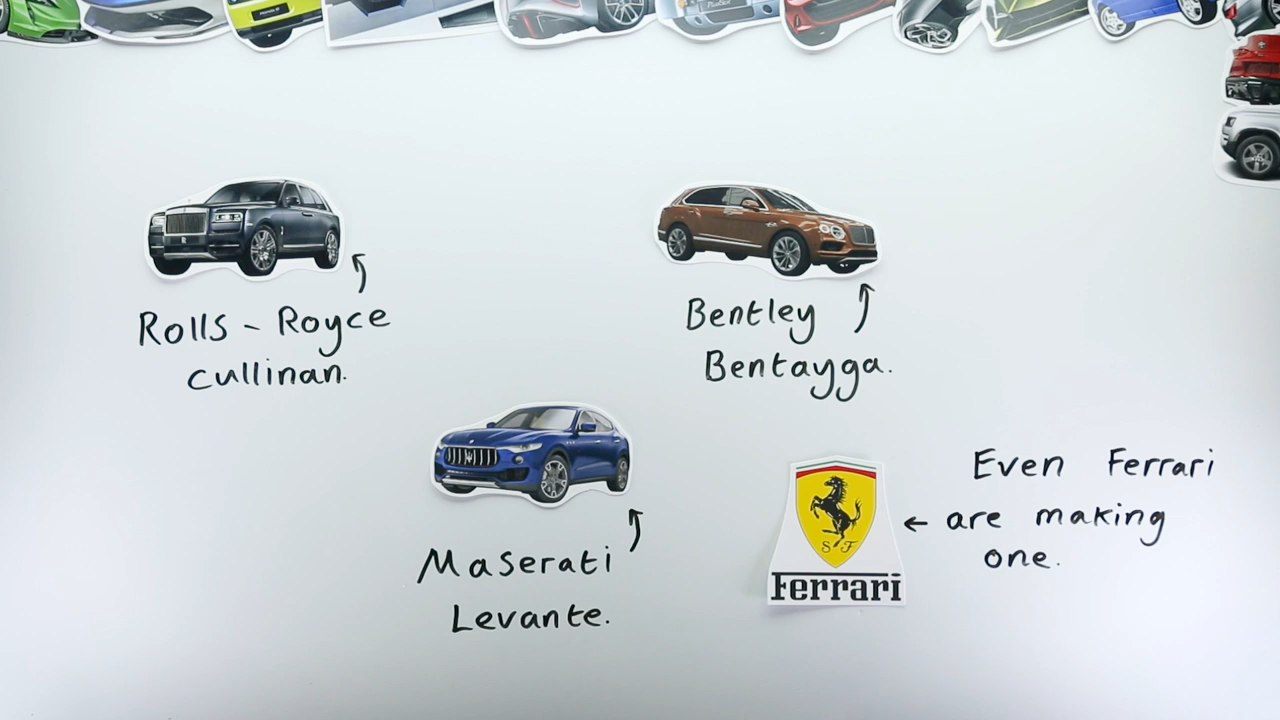 Rolls - Royce
Cullinan.
Bentley
Bentayga.
Maserati
Levante.
S F
Ferrari
Even Ferrari
are making
one.